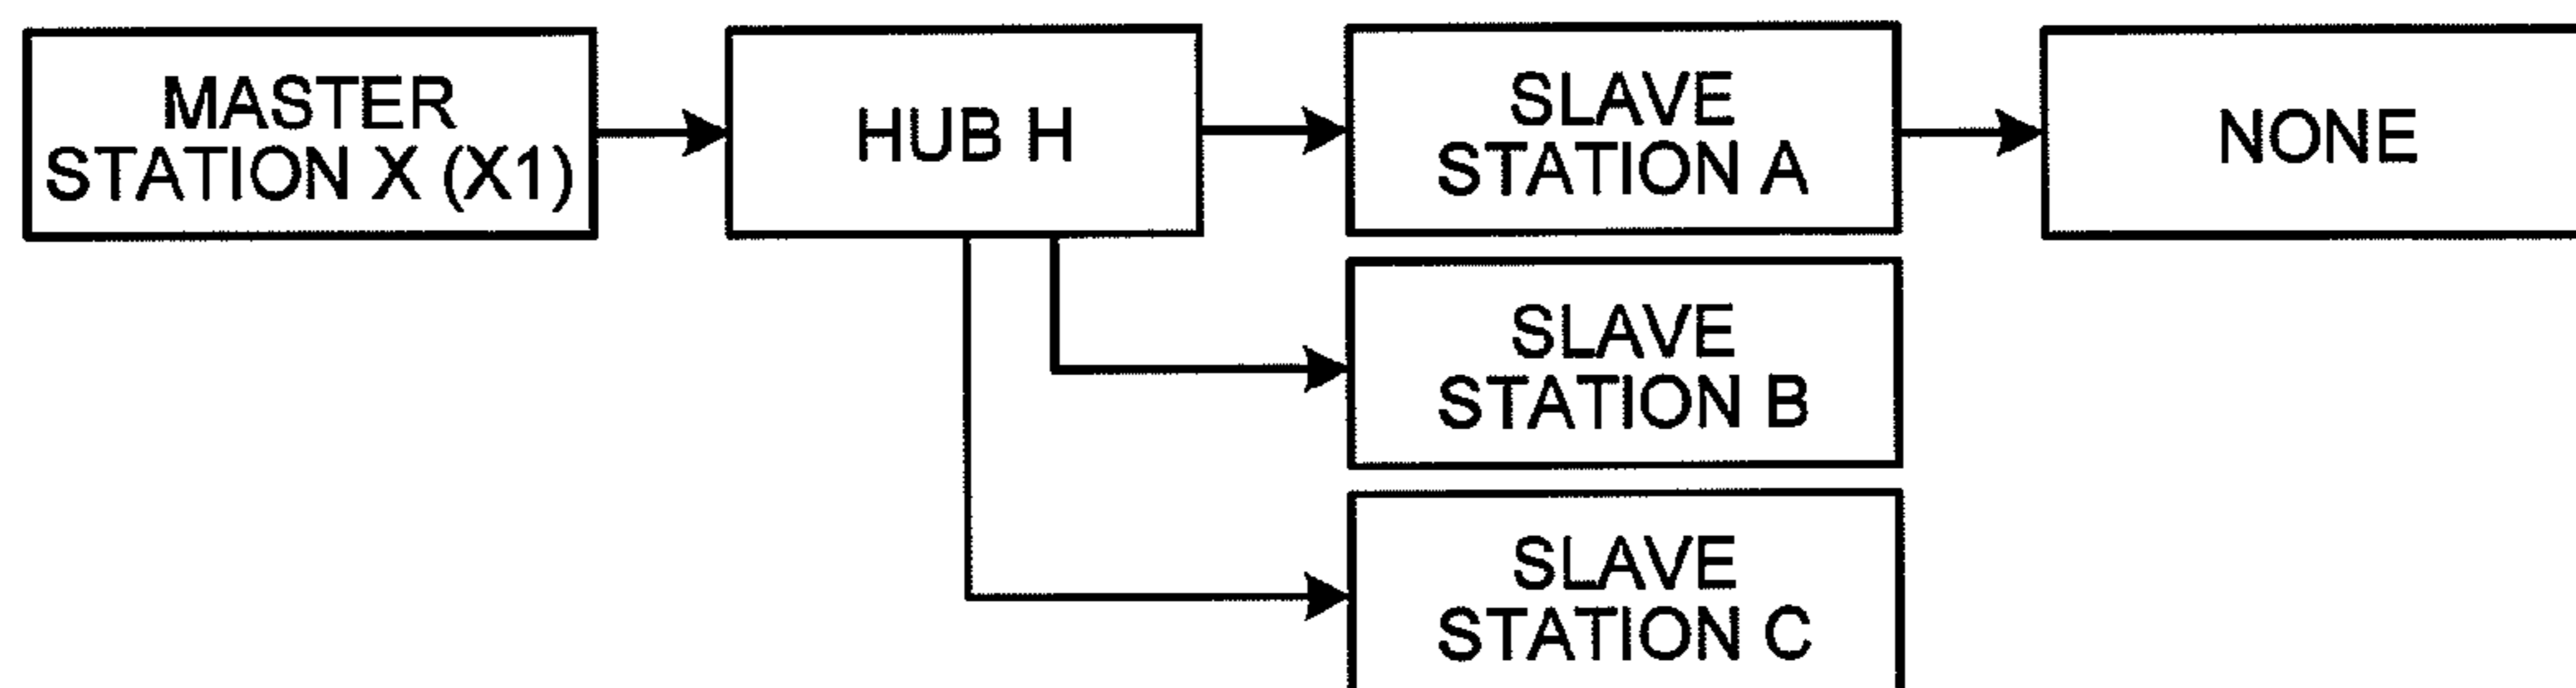 MASTER
STATION X (X1)
HUB H
SLAVE
STATION A
NONE
SLAVE
STATION B
SLAVE
STATION C